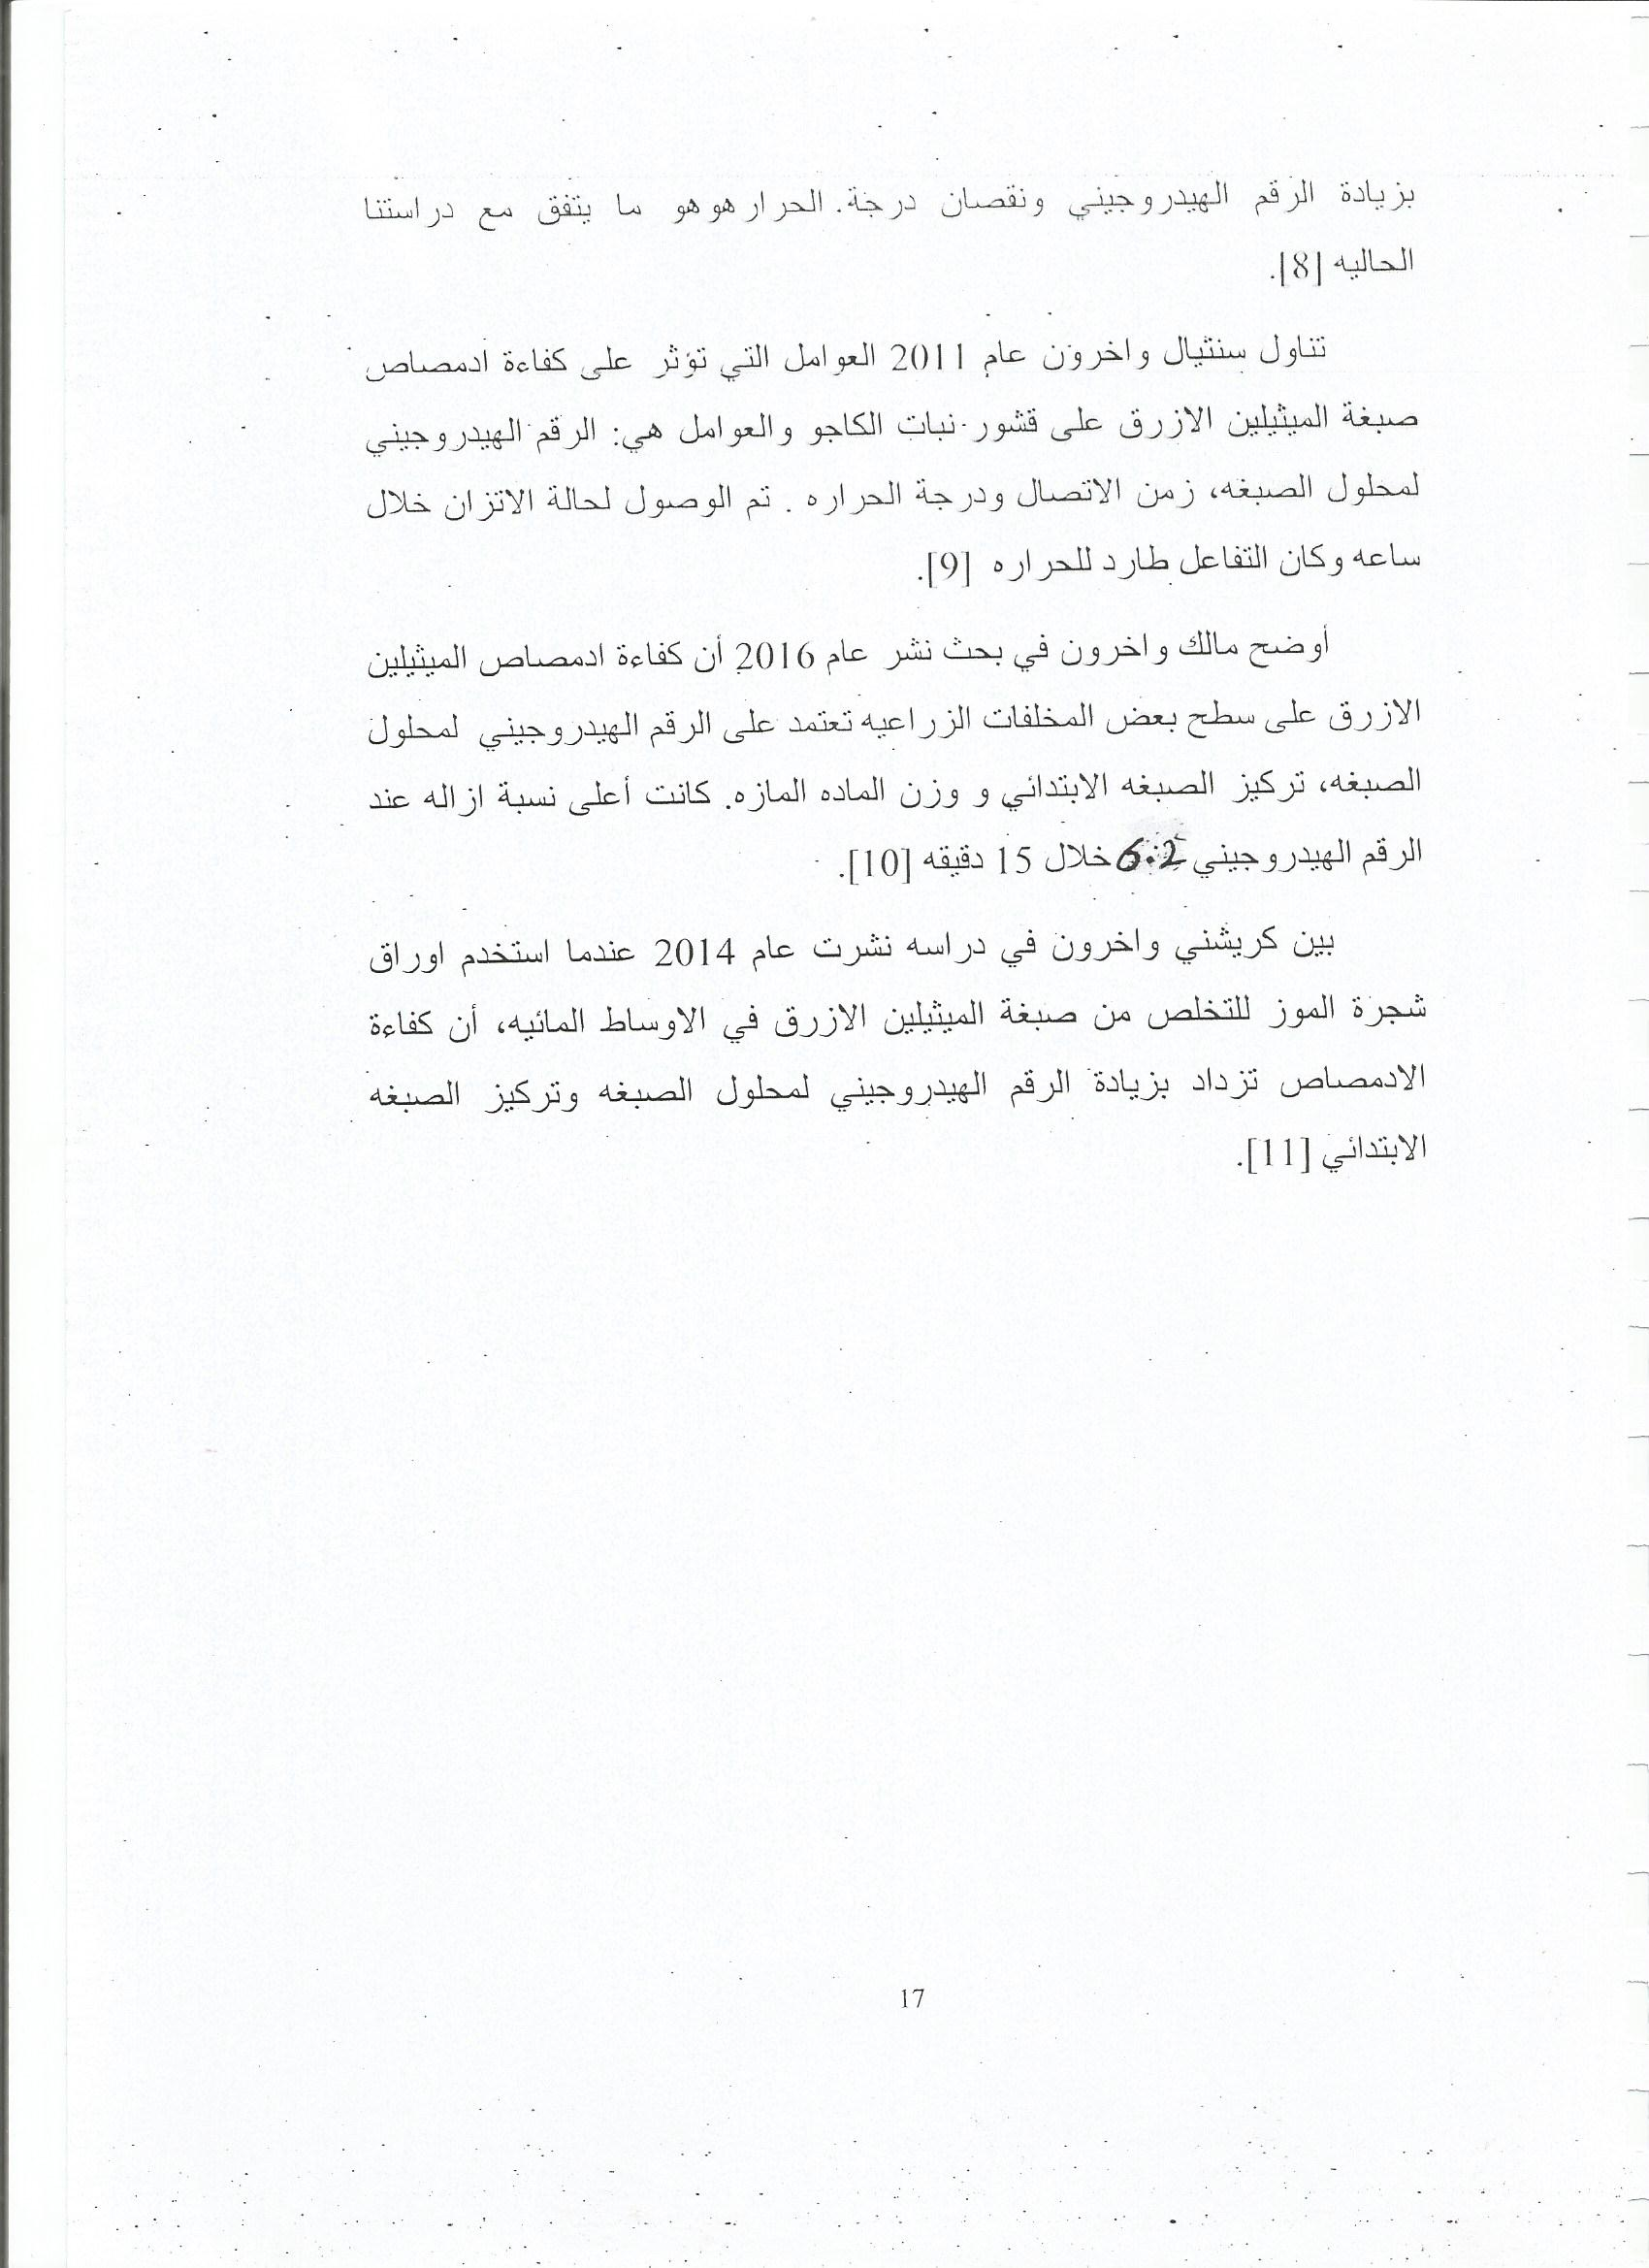 بزيادة الرقم الهيدروجيني ونقصان درجة. الحرار هو هو ما يتفق مع دراستنا
الحاليه [8].
تناول سنثيال واخرون عام 2011 العوامل التي تؤثر على كفاءة ادمصاص
صبغة الميثيلين الازرق على قشور نبات الكاجو والعوامل هي: الرقم الهيدروجيني
لمحلول الصبغه، زمن الاتصال ودرجة الحراره . تم الوصول لحالة الاتزان خلال
ساعه وكان التفاعل طارد للحراره [9].
أوضح مالك واخرون في بحث نشر عام 2016 أن كفاءة ادمصاص الميثيلين
الازرق على سطح بعض المخلفات الزراعيه تعتمد على الرقم الهيدروجيني لمحلول
الصبغه، تركيز الصبغه الابتدائي و وزن الماده المازه. كانت أعلى نسبة ازاله عند
الرقم الهيدروجيني 6.2 خلال 15 دقيقه [10].
بين كريشني واخرون في دراسه نشرت عام 2014 عندما استخدم اوراق
شجرة الموز للتخلص من صبغة الميثيلين الازرق في الاوساط المائيه، أن كفاءة
الادمصاص تزداد بزيادة الرقم الهيدروجيني لمحلول الصبغه وتركيز الصبغه
الابتدائي [11].
17